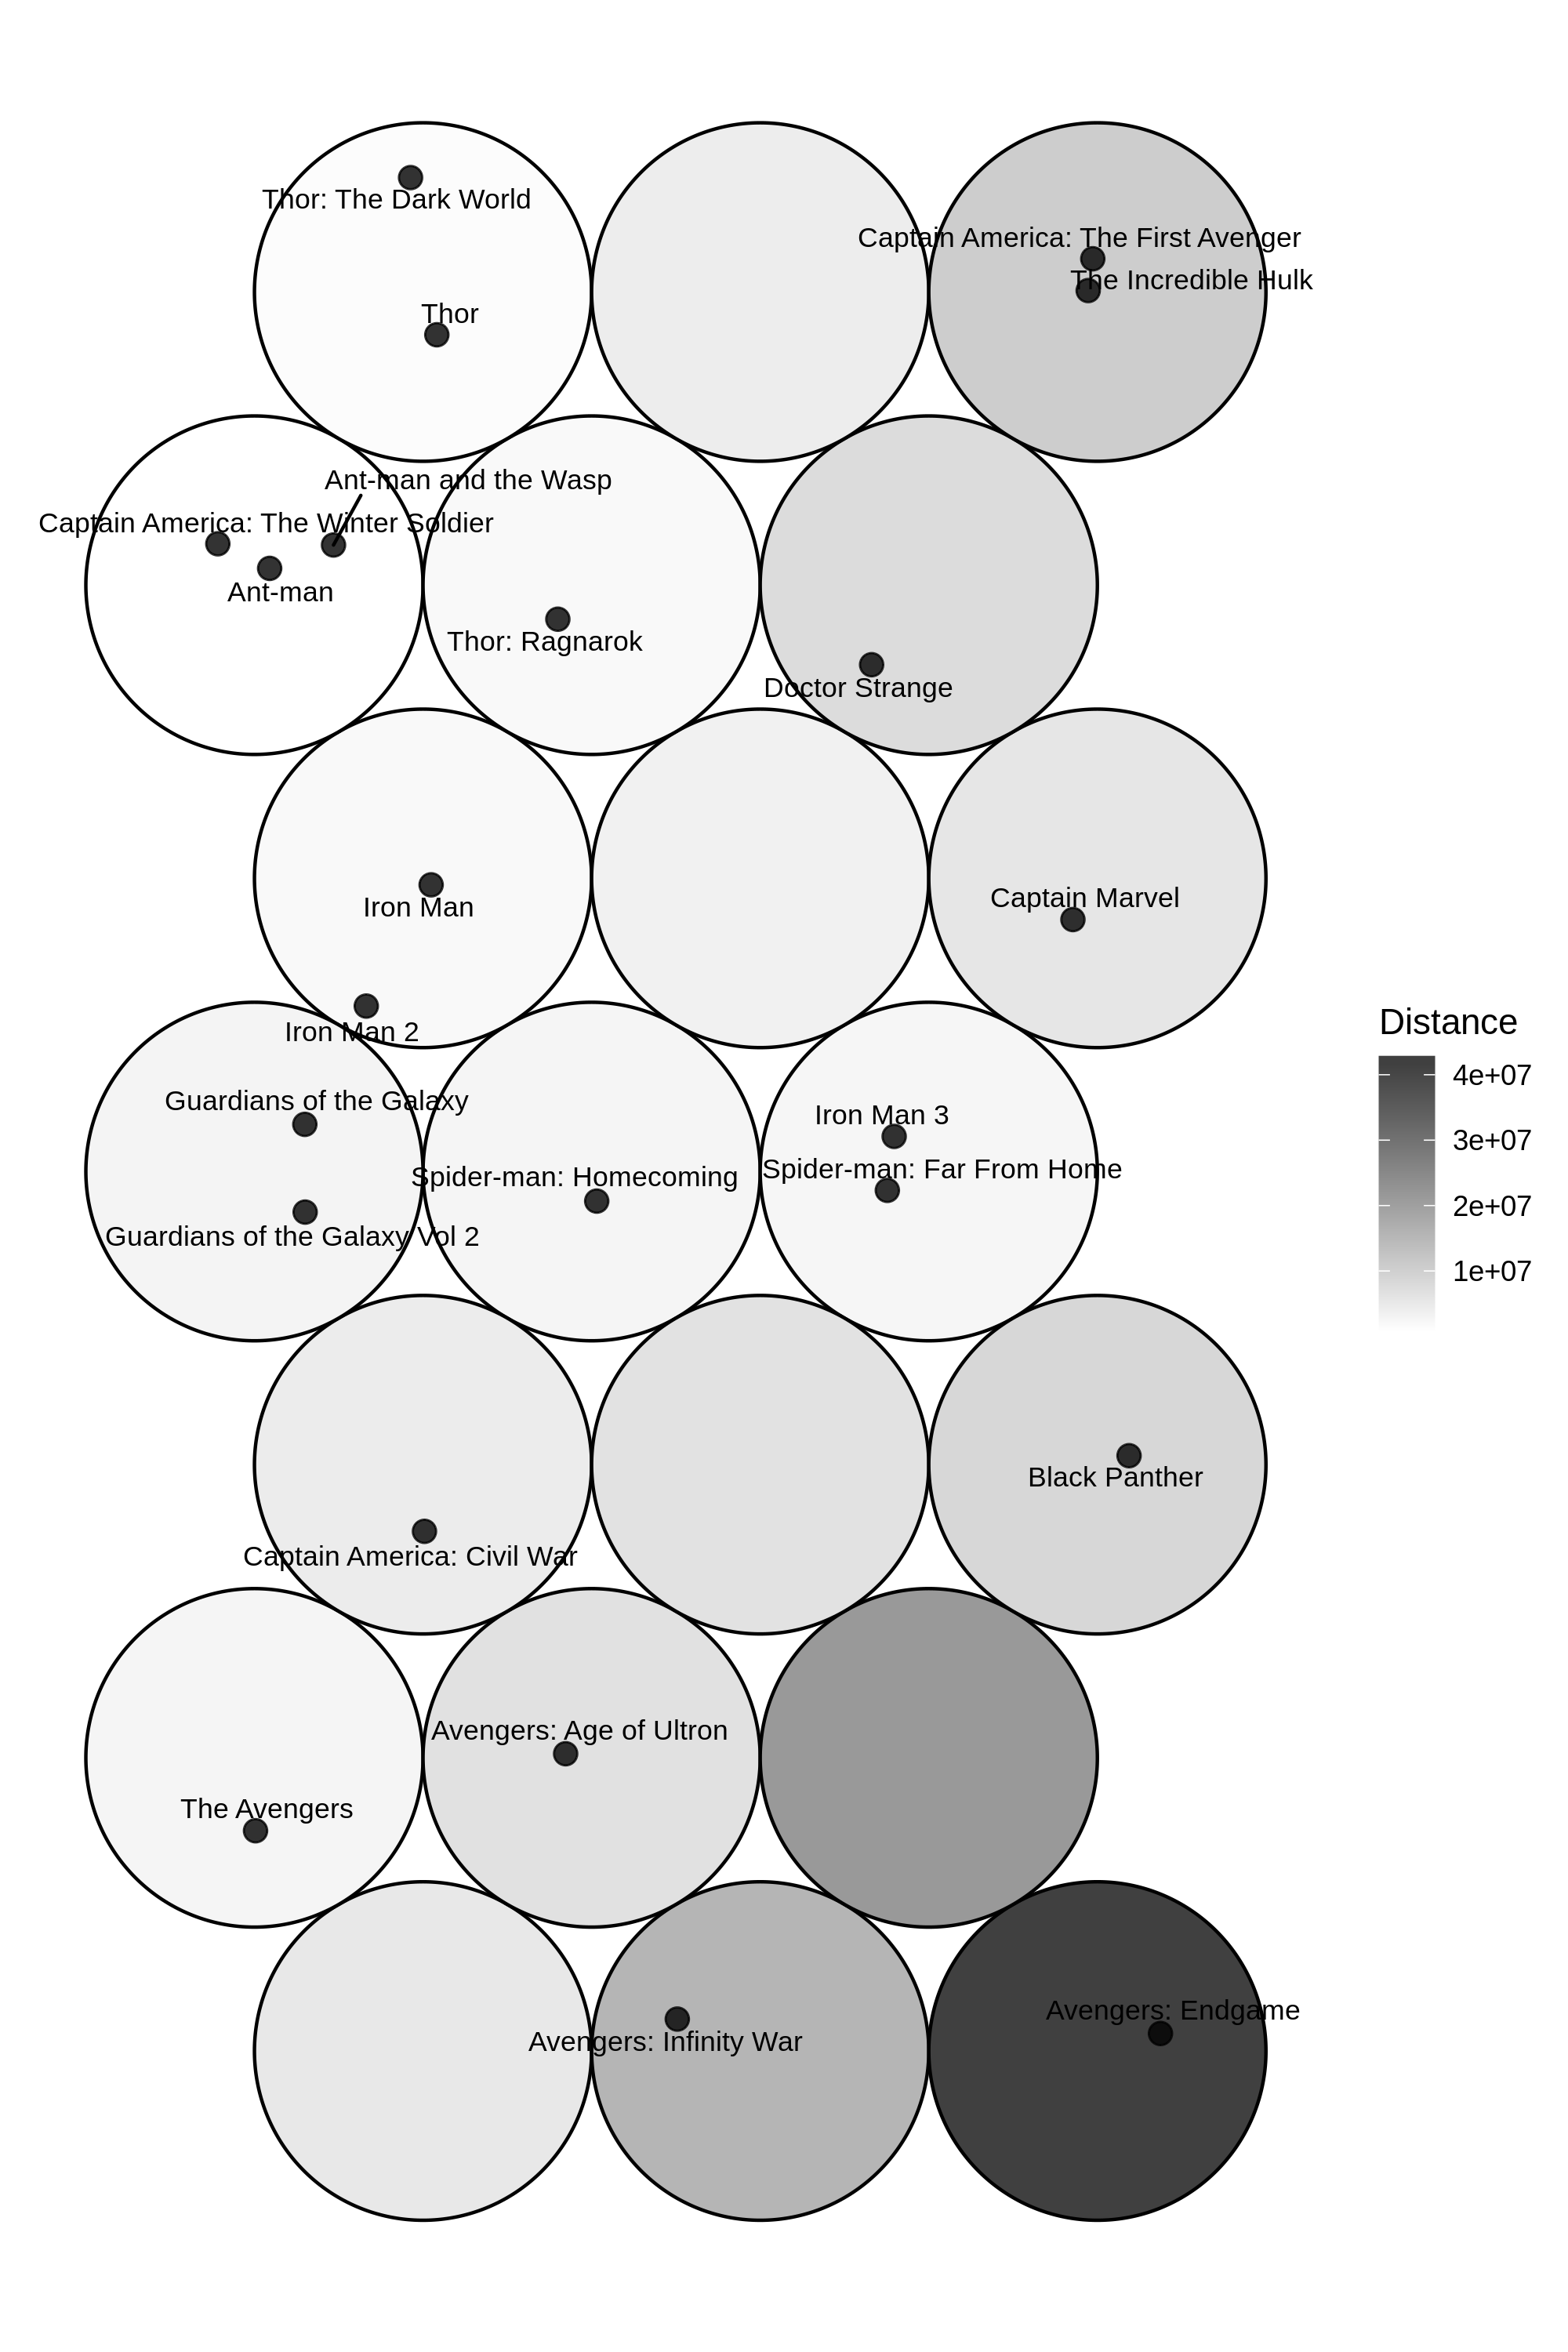 Thor: The Dark World
Captain America: The First Avenger
The Incredible Hulk
Thor
Ant-man and the Wasp
Captain America: The Winter Soldier
Ant-man
Thor: Ragnarok
Doctor Strange
Iron Man
Captain Marvel
Iron Man 2
Distance
4e+07
3e+07
2e+07
1e+07
Guardians of the Galaxy
Iron Man 3
Spider-man: Homecoming
Spider-man: Far From Home
Guardians of the Galaxy Vol 2
Black Panther
Captain America: Civil War
Avengers: Age of Ultron
The Avengers
Avengers: Endgame
Avengers: Infinity War